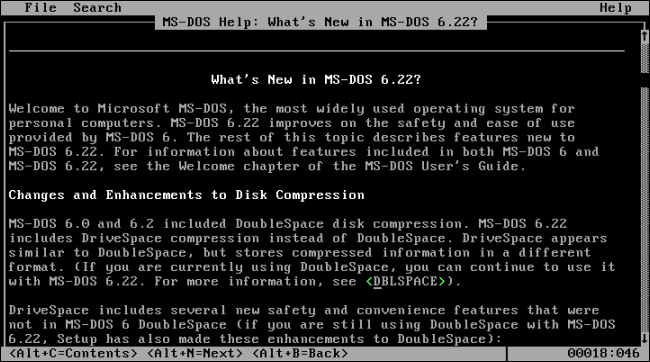 File Search Help
MS-DOS Help: What's New in MS-DOS 6.22?
What's New in MS-DOS 6.22?
Welcome to Microsoft MS-DOS, the most widely used operating system for
personal computers. MS-DOS 6.22 improves on the safety and ease of use
provided by MS-DOS 6. The rest of this topic describes features new to
MS-DOS 6.22. For information about features included in both MS-DOS 6 and
MS-DOS 6.22, see the Welcome chapter of the MS-DOS User's Guide.
Changes and Enhancements to Disk Compression
MS-DOS 6.0 and 6.2 included DoubleSpace disk compression. MS-DOS 6.22
includes DriveSpace compression instead of DoubleSpace. DriveSpace appears
similar to DoubleSpace, but stores compressed information in a different
format. (If you are currently using DoubleSpace, you can continue to use it
with MS-DOS 6.22. For more information, see <DBLSPACE>).
DriveSpace includes several new safety and convenience features that were
not in MS-DOS 6 DoubleSpace (if you are still using DoubleSpace with MS-DOS
6.22, Setup has also made these enhancements to DoubleSpace):
<Alt+C=Contents> <Alt+N=Next> <Alt+B=Back> 00018:046